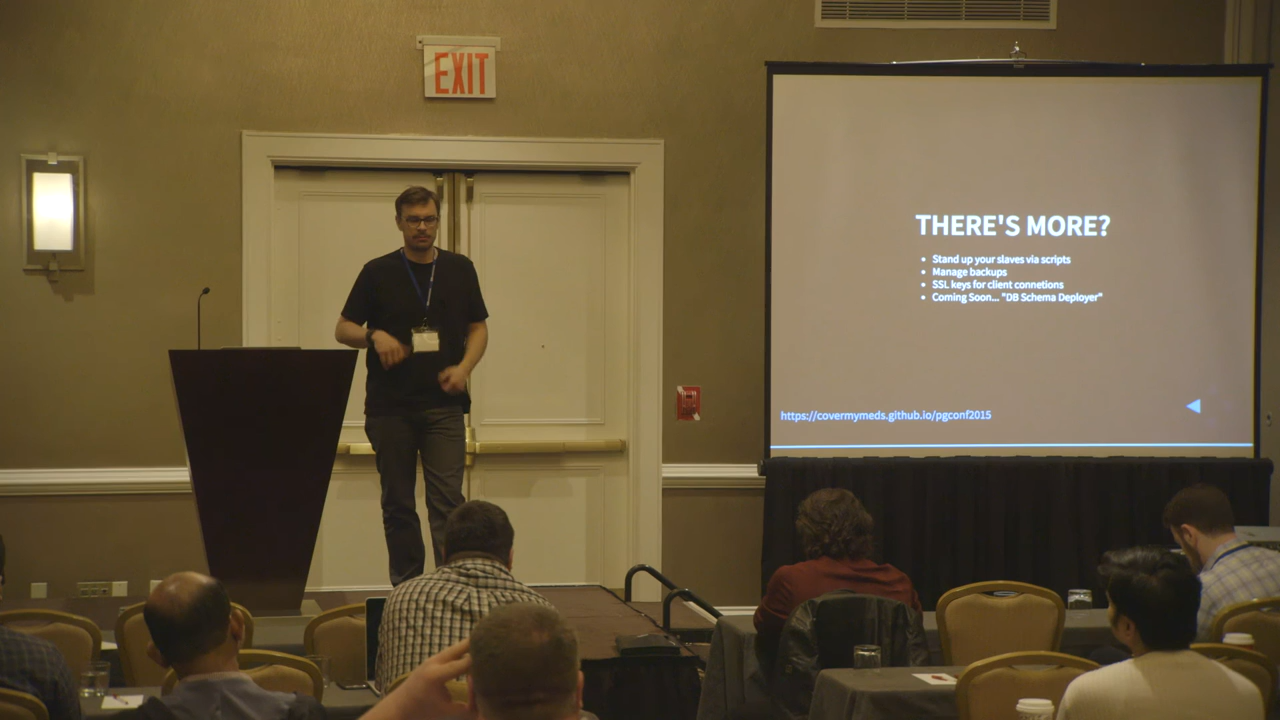 EXIT
THERE'S MORE?
• Stand up your slaves via scripts
• Manage backups
• SSL keys for client connetions
• Coming Soon... "DB Schema Deployer"
https://covermymeds.github.io/pgconf2015